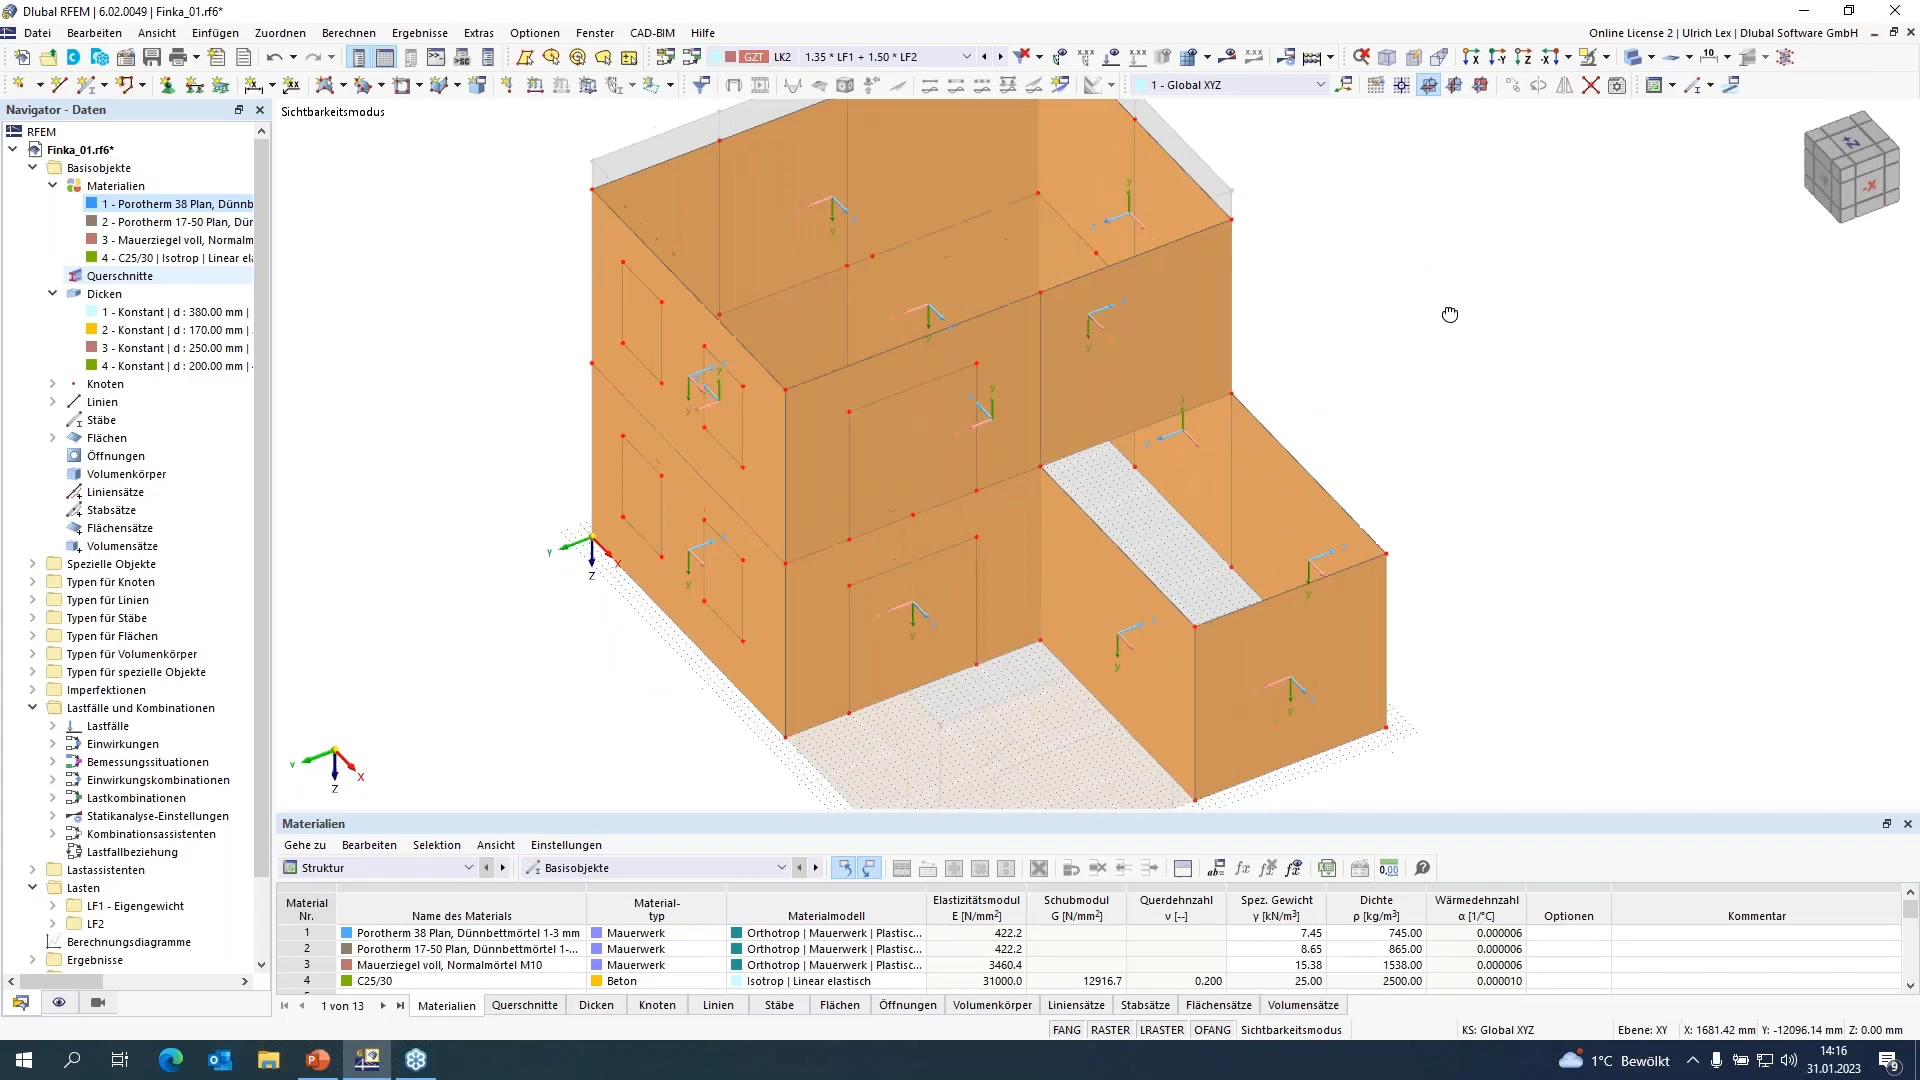 Dlubal RFEM | 6.02.0049 | Finka_01.rf6*
Datei Bearbeiten Ansicht Einfügen Zuordnen Berechnen Ergebnisse Extras Optionen Fenster CAD-BIM Hilfe
Online License 2 | Ulrich Lex | Dlubal Software GmbH
GZT LK2 1.35 * LF1 + 1.50 * LF2
1 - Global XYZ
Navigator - Daten
RFEM
Finka_01.rf6*
Basisobjekte
Materialien
1 - Porotherm 38 Plan, Dünnb
2 - Porotherm 17-50 Plan, Dür
3 - Mauerziegel voll, Normalm
4 - C25/30 | Isotrop | Linear ela
Querschnitte
Dicken
1 - Konstant | d : 380.00 mm |
2 - Konstant | d : 170.00 mm |
3 - Konstant | d : 250.00 mm |
4 - Konstant | d : 200.00 mm |
Knoten
Linien
Stäbe
Flächen
Öffnungen
Volumenkörper
Liniensätze
Stabsätze
Flächensätze
Volumensätze
Spezielle Objekte
Typen für Knoten
Typen für Linien
Typen für Stäbe
Typen für Flächen
Typen für Volumenkörper
Typen für spezielle Objekte
Imperfektionen
Lastfälle und Kombinationen
Lastfälle
Einwirkungen
Bemessungssituationen
Einwirkungskombinationen
Lastkombinationen
Statikanalyse-Einstellungen
Kombinationsassistenten
Lastfallbeziehung
Lastassistenten
Lasten
LF1 - Eigengewicht
LF2
Berechnungsdiagramme
Ergebnisse
Sichtbarkeitsmodus
+Z
-X
Y
X
Z
Y
X
Z
Materialien
Gehe zu Bearbeiten Selektion Ansicht Einstellungen
Struktur
Basisobjekte
Material Nr. Name des Materials Material-typ Materialmodell Elastizitätsmodul E [N/mm²] Schubmodul G [N/mm²] Querdehnzahl ν [--] Spez. Gewicht γ [kN/m³] Dichte ρ [kg/m³] Wärmedehnzahl α [1/°C] Optionen Kommentar
1 Porotherm 38 Plan, Dünnbettmörtel 1-3 mm Mauerwerk Orthotrop | Mauerwerk | Plastisc... 422.2 7.45 745.00 0.000006
2 Porotherm 17-50 Plan, Dünnbettmörtel 1-... Mauerwerk Orthotrop | Mauerwerk | Plastisc... 422.2 8.65 865.00 0.000006
3 Mauerziegel voll, Normalmörtel M10 Mauerwerk Orthotrop | Mauerwerk | Plastisc... 3460.4 15.38 1538.00 0.000006
4 C25/30 Beton Isotrop | Linear elastisch 31000.0 12916.7 0.200 25.00 2500.00 0.000010
1 von 13 Materialien Querschnitte Dicken Knoten Linien Stäbe Flächen Öffnungen Volumenkörper Liniensätze Stabsätze Flächensätze Volumensätze
FANG RASTER LRASTER OFANG Sichtbarkeitsmodus KS: Global XYZ Ebene: XY X: 1681.42 mm Y: -12096.14 mm Z: 0.00 mm
1°C Bewölkt
14:16
31.01.2023
9